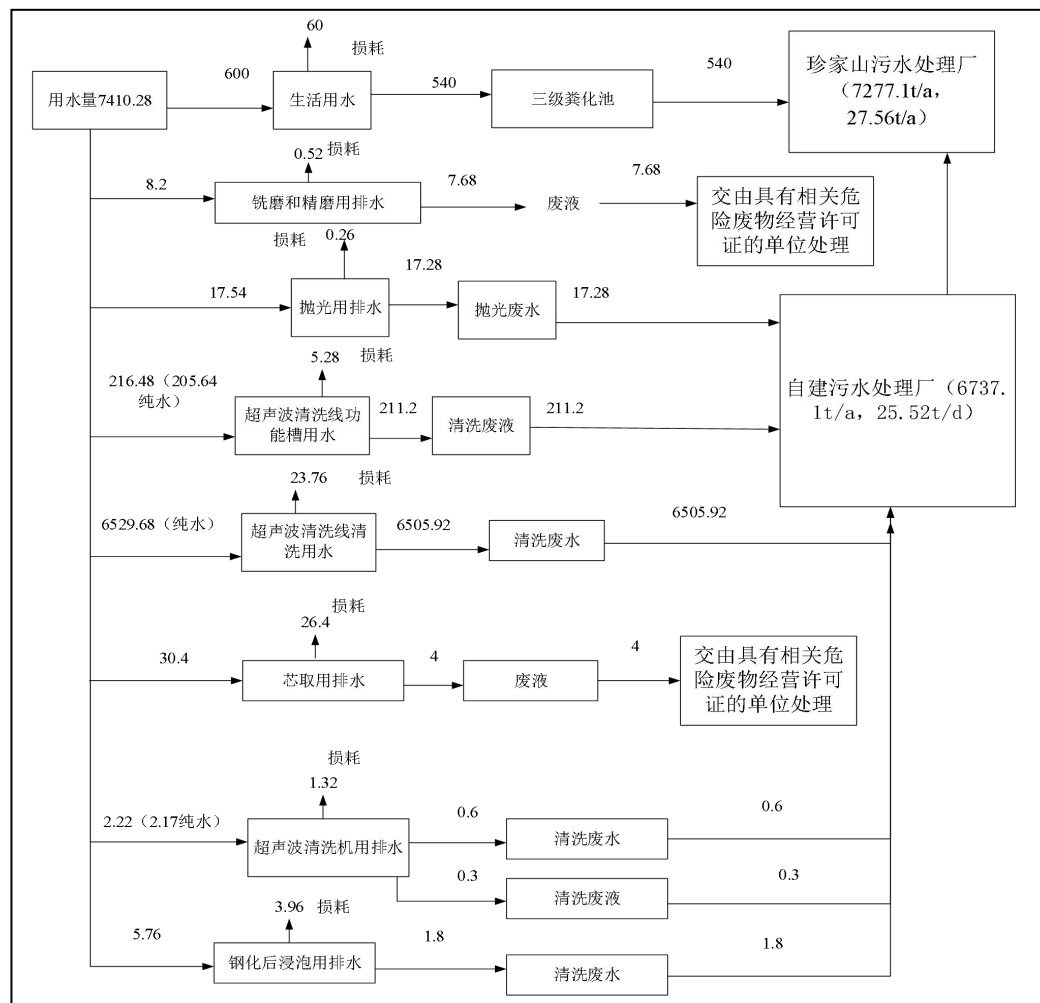 60
损耗
600
540
540
用水量7410.28
生活用水
三级粪化池
珍家山污水处理厂
（7277.1t/a，
27.56t/a）
损耗
0.52
8.2
铣磨和精磨用排水
7.68
废液
7.68
交由具有相关危
险废物经营许可
证的单位处理
损耗
0.26
17.54
抛光用排水
17.28
抛光废水
17.28
自建污水处理厂（6737.
1t/a，25.52t/d）
5.28
损耗
216.48（205.64
纯水）
超声波清洗线功
能槽用水
211.2
清洗废液
211.2
23.76
损耗
6529.68（纯水）
超声波清洗线清
洗用水
6505.92
清洗废水
6505.92
损耗
26.4
30.4
芯取用排水
4
废液
4
交由具有相关危
险废物经营许可
证的单位处理
损耗
1.32
2.22（2.17纯水）
超声波清洗机用排水
0.6
清洗废水
0.6
0.3
清洗废液
0.3
3.96
损耗
5.76
钢化后浸泡用排水
1.8
清洗废水
1.8